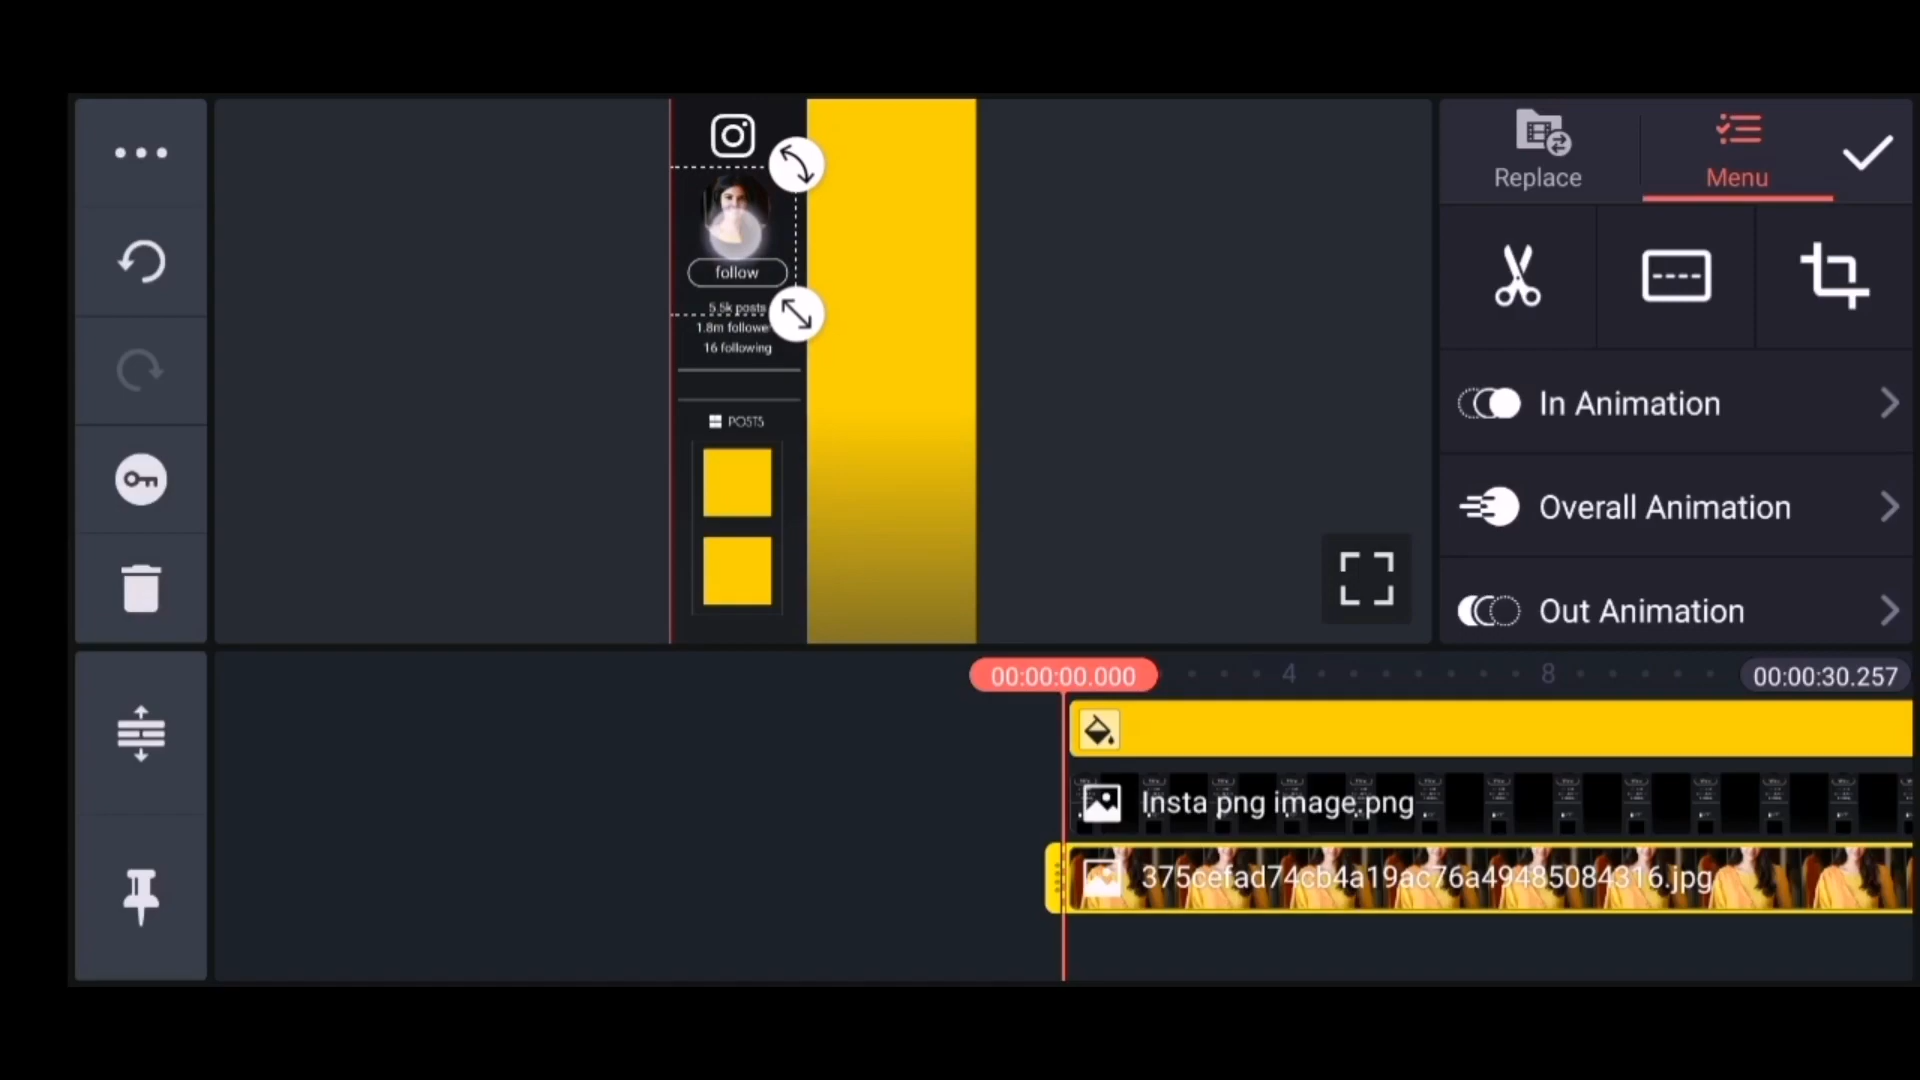 Replace
Menu
follow
5.5k posts
1.8m followe
16 following
POSTS
In Animation
Overall Animation
Out Animation
00:00:00.000
4
8
00:00:30.257
Insta png image.png
375cefad74cb4a19ac76a49485084316.jpg